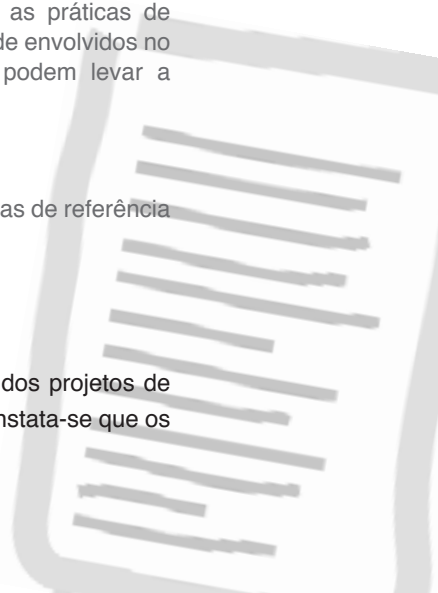 as práticas de
de envolvidos no
podem levar a
as de referência
dos projetos de
nstata-se que os